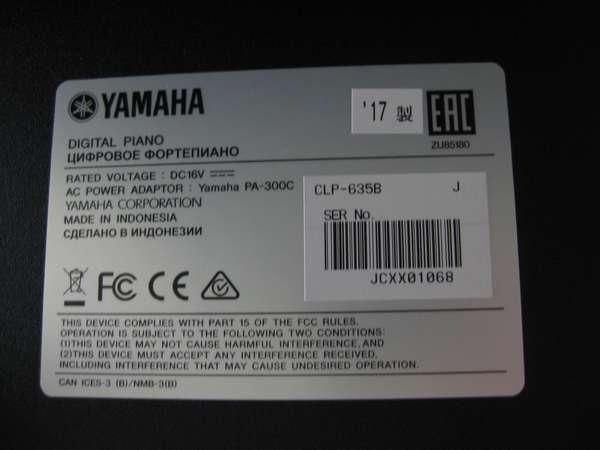 YAMAHA
'17 製
EAC
ZU85180
DIGITAL PIANO
ЦИФРОВОЕ ФОРТЕПИАНО
RATED VOLTAGE : DC16V
AC POWER ADAPTOR : Yamaha PA-300C
YAMAHA CORPORATION
MADE IN INDONESIA
СДЕЛАНО В ИНДОНЕЗИИ
CLP-635B J
SER No.
JCXX01068
FC CE
THIS DEVICE COMPLIES WITH PART 15 OF THE FCC RULES.
OPERATION IS SUBJECT TO THE FOLLOWING TWO CONDITIONS:
(1)THIS DEVICE MAY NOT CAUSE HARMFUL INTERFERENCE,AND
(2)THIS DEVICE MUST ACCEPT ANY INTERFERENCE RECEIVED,
INCLUDING INTERFERENCE THAT MAY CAUSE UNDESIRED OPERATION.
CAN ICES-3 (B)/NMB-3(B)